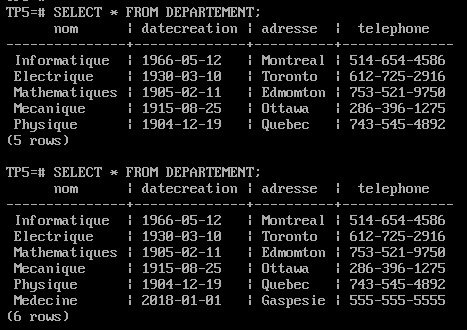 TP5=# SELECT * FROM DEPARTEMENT;
nom | datecreation | adresse | telephone
---------------+--------------+----------+--------------
Informatique | 1966-05-12 | Montreal | 514-654-4586
Electrique | 1930-03-10 | Toronto | 612-725-2916
Mathematiques | 1905-02-11 | Edmomton | 753-521-9750
Mecanique | 1915-08-25 | Ottawa | 286-396-1275
Physique | 1904-12-19 | Quebec | 743-545-4892
(5 rows)
TP5=# SELECT * FROM DEPARTEMENT;
nom | datecreation | adresse | telephone
---------------+--------------+----------+--------------
Informatique | 1966-05-12 | Montreal | 514-654-4586
Electrique | 1930-03-10 | Toronto | 612-725-2916
Mathematiques | 1905-02-11 | Edmomton | 753-521-9750
Mecanique | 1915-08-25 | Ottawa | 286-396-1275
Physique | 1904-12-19 | Quebec | 743-545-4892
Medecine | 2018-01-01 | Gaspesie | 555-555-5555
(6 rows)